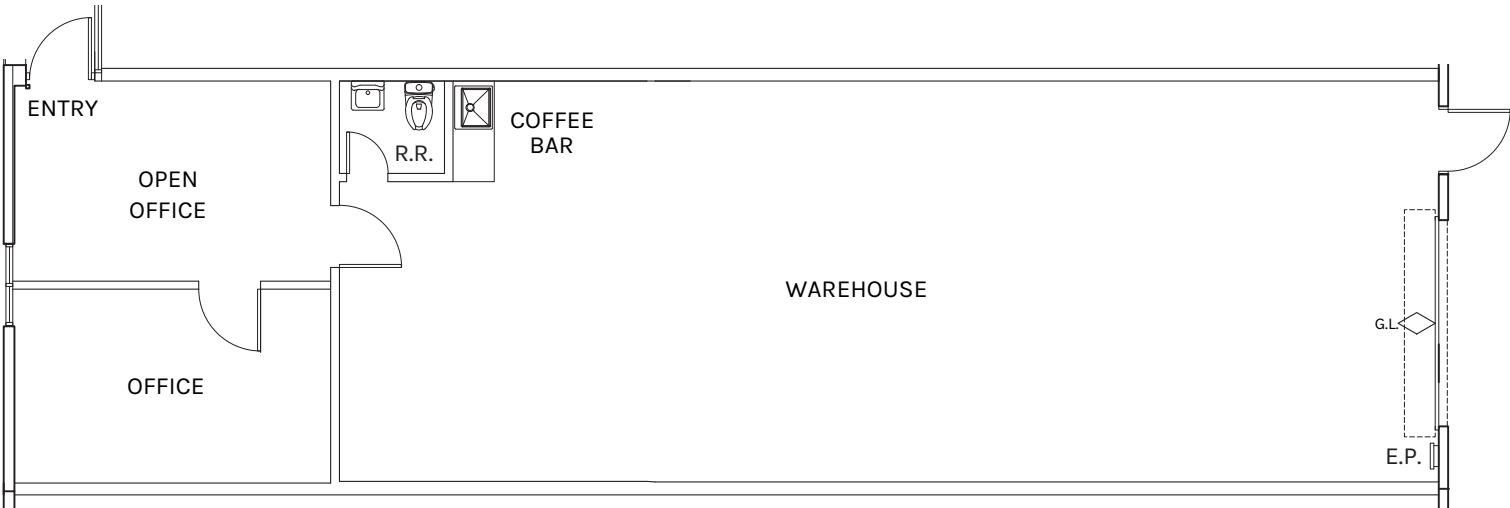 ENTRY
COFFEE
BAR
R.R.
OPEN
OFFICE
WAREHOUSE
G.L.
OFFICE
E.P.